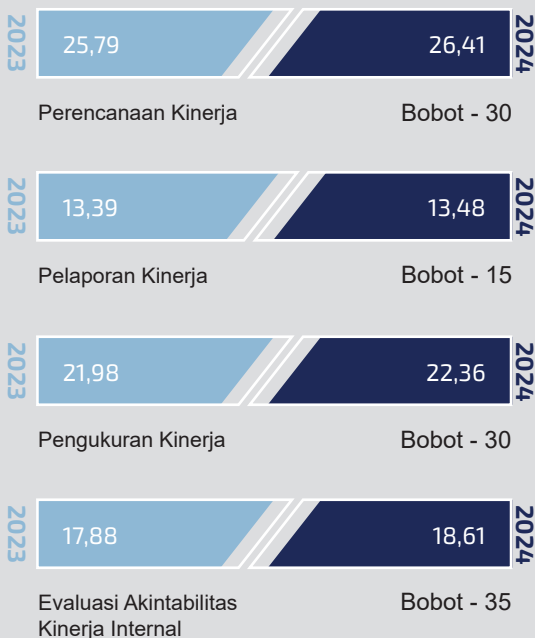 2023 25,79 26,41 2024
Perencanaan Kinerja Bobot - 30
2023 13,39 13,48 2024
Pelaporan Kinerja Bobot - 15
2023 21,98 22,36 2024
Pengukuran Kinerja Bobot - 30
2023 17,88 18,61 2024
Evaluasi Akintabilitas Bobot - 35
Kinerja Internal